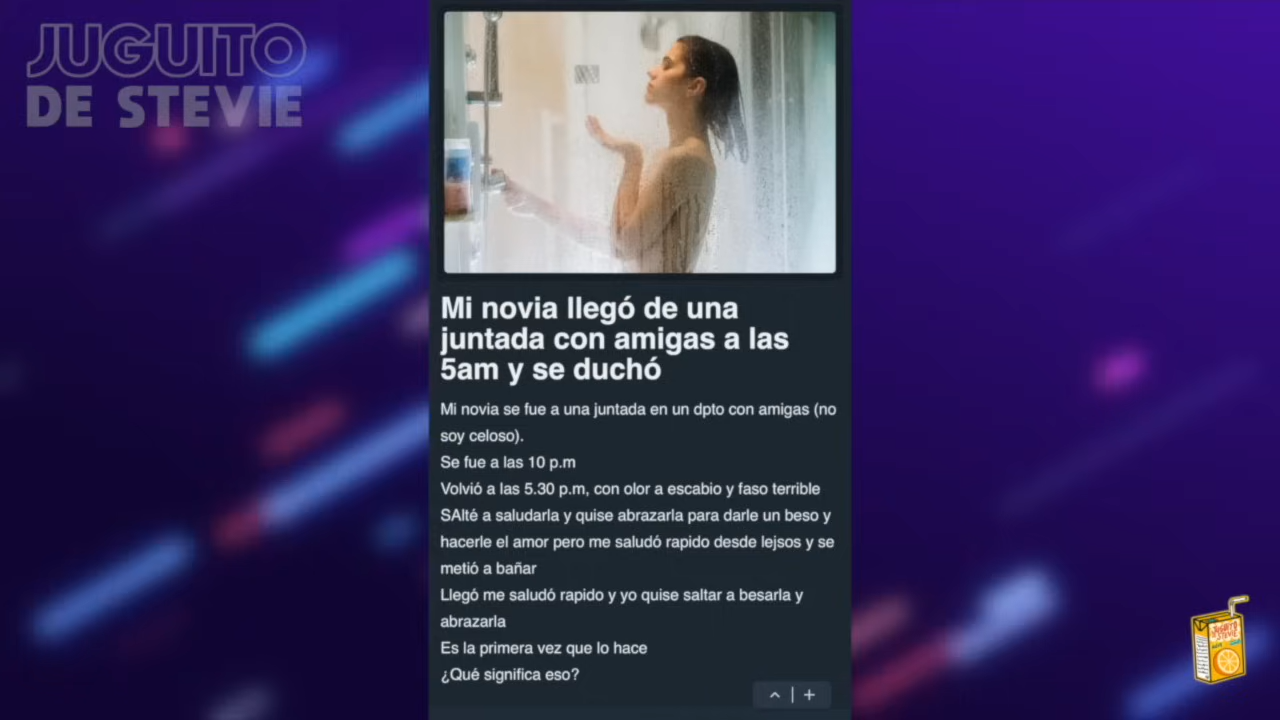 JUGUITO
DE STEVIE
Mi novia llegó de una
juntada con amigas a las
5am y se duchó
Mi novia se fue a una juntada en un dpto con amigas (no
soy celoso).
Se fue a las 10 p.m
Volvió a las 5.30 p.m, con olor a escabio y faso terrible
SAlté a saludarla y quise abrazarla para darle un beso y
hacerle el amor pero me saludó rapido desde lejsos y se
metió a bañar
Llegó me saludó rapido y yo quise saltar a besarla y
abrazarla
Es la primera vez que lo hace
¿Qué significa eso?
JUGUITO
DE STEVIE